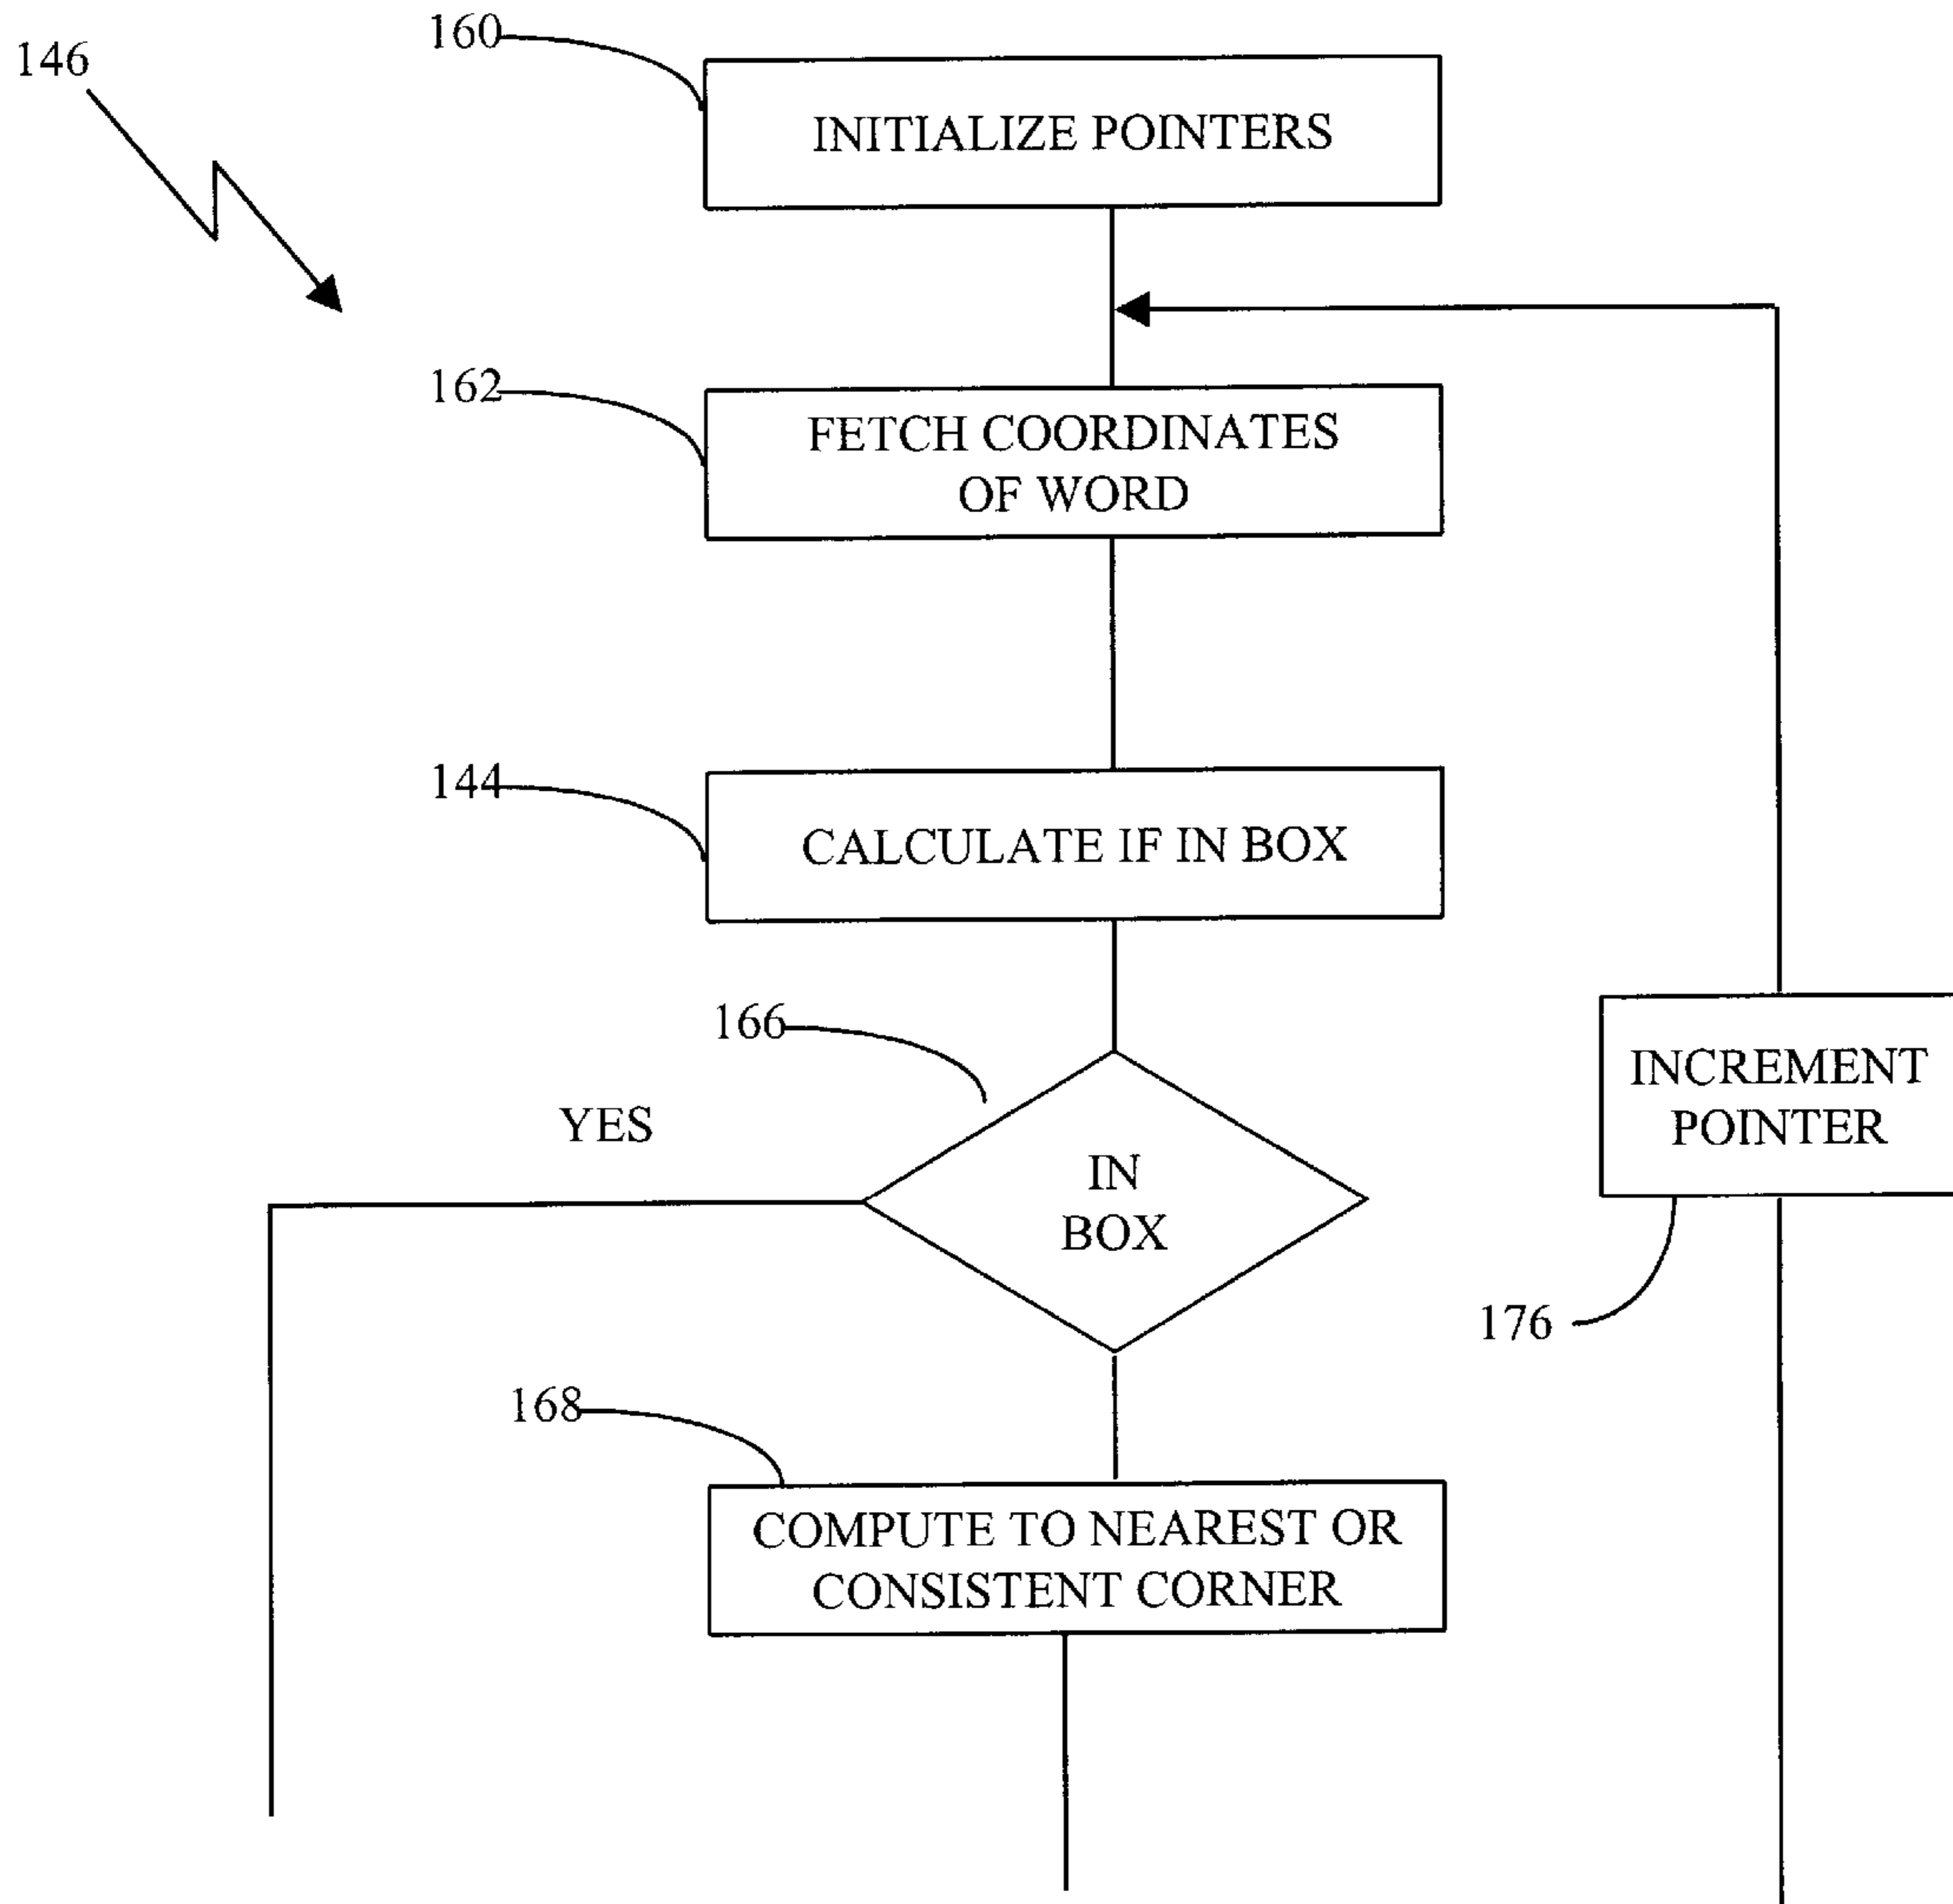 160
146
INITIALIZE POINTERS
162
FETCH COORDINATES
OF WORD
144
CALCULATE IF IN BOX
166
YES
IN
BOX
INCREMENT
POINTER
176
168
COMPUTE TO NEAREST OR
CONSISTENT CORNER